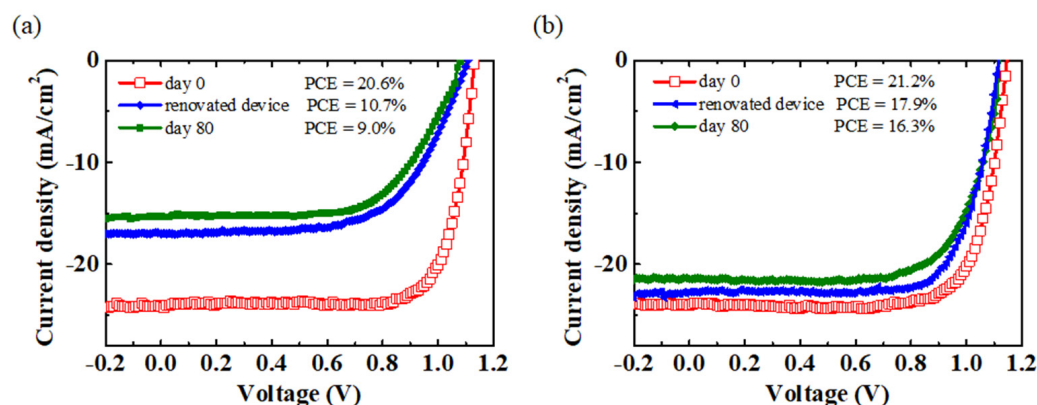 (a)
day 0 PCE = 20.6%
renovated device PCE = 10.7%
day 80 PCE = 9.0%
0
-10
-20
Current density (mA/cm²)
-0.2 0.0 0.2 0.4 0.6 0.8 1.0 1.2
Voltage (V)
(b)
day 0 PCE = 21.2%
renovated device PCE = 17.9%
day 80 PCE = 16.3%
0
-10
-20
Current density (mA/cm²)
-0.2 0.0 0.2 0.4 0.6 0.8 1.0 1.2
Voltage (V)